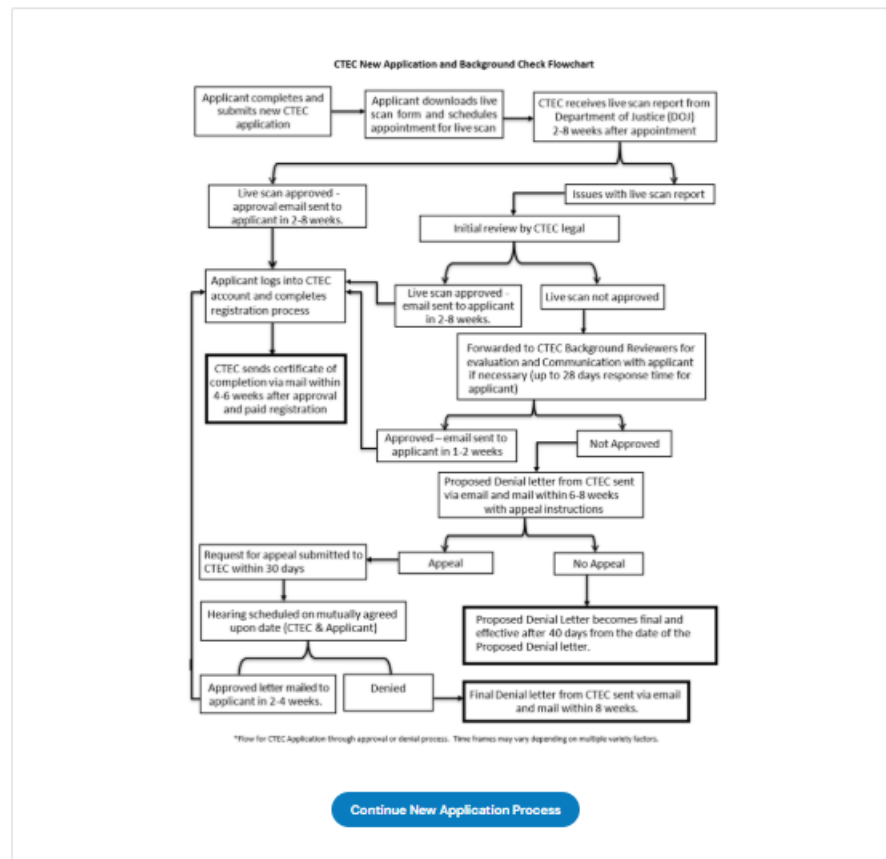 CTEC New Application and Background Check Flowchart
Applicant completes and
submits new CTEC
application
Applicant downloads live
scan form and schedules
appointment for live scan
CTEC receives live scan report from
Department of Justice (DOJ)
2-8 weeks after appointment
Live scan approved -
approval email sent to
applicant in 2-8 weeks.
Issues with live scan report
Initial review by CTEC legal
Applicant logs into CTEC
account and completes
registration process
Live scan approved -
email sent to applicant
in 2-8 weeks.
Live scan not approved
CTEC sends certificate of
completion via mail within
4-6 weeks after approval
and paid registration
Forwarded to CTEC Background Reviewers for
evaluation and Communication with applicant
if necessary (up to 28 days response time for
applicant)
Approved – email sent to
applicant in 1-2 weeks
Not Approved
Proposed Denial letter from CTEC sent
via email and mail within 6-8 weeks
with appeal instructions
Request for appeal submitted to
CTEC within 30 days
Appeal
No Appeal
Hearing scheduled on mutually agreed
upon date (CTEC & Applicant)
Proposed Denial Letter becomes final and
effective after 40 days from the date of the
Proposed Denial letter.
Approved letter mailed to
applicant in 2-4 weeks.
Denied
Final Denial letter from CTEC sent via email
and mail within 8 weeks.
*Flow for CTEC Application through approval or denial process. Time frames may vary depending on multiple variety factors.
Continue New Application Process